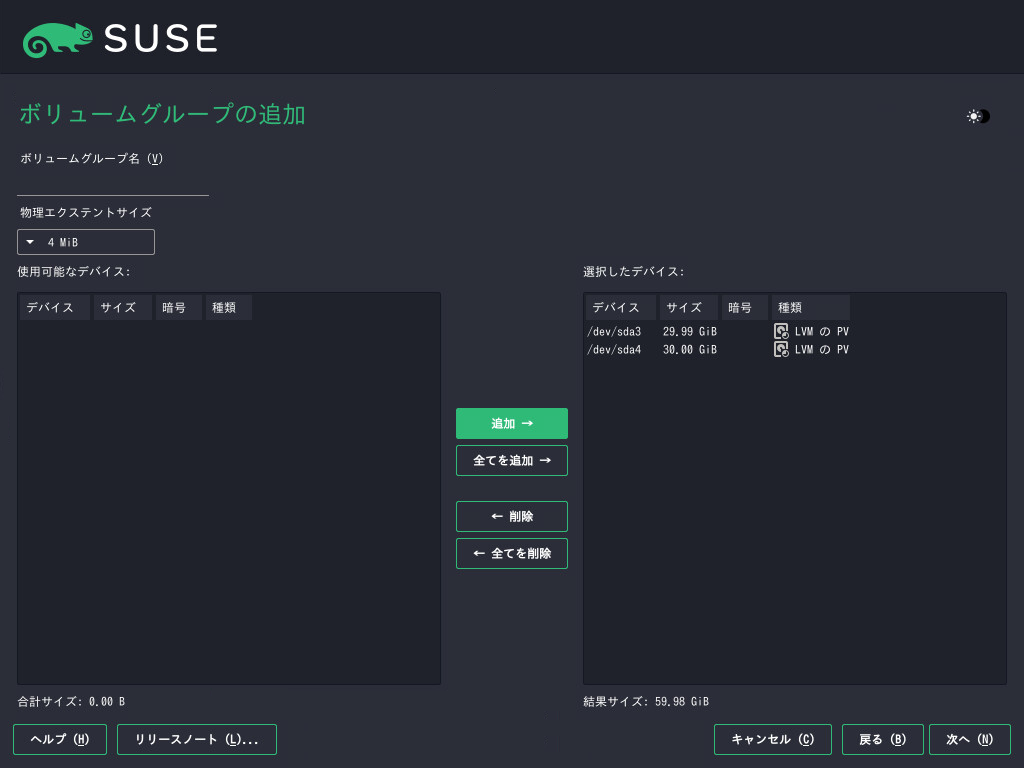 SUSE
ボリュームグループの追加
ボリュームグループ名 (V)
物理エクステントサイズ
4 MiB
使用可能なデバイス:
デバイス サイズ 暗号 種類
追加 →
全てを追加 →
← 削除
← 全てを削除
選択したデバイス:
デバイス サイズ 暗号 種類
/dev/sda3 29.99 GiB LVM の PV
/dev/sda4 30.00 GiB LVM の PV
合計サイズ: 0.00 B
結果サイズ: 59.98 GiB
ヘルプ (H) リリースノート (L)... キャンセル (C) 戻る (B) 次へ (N)